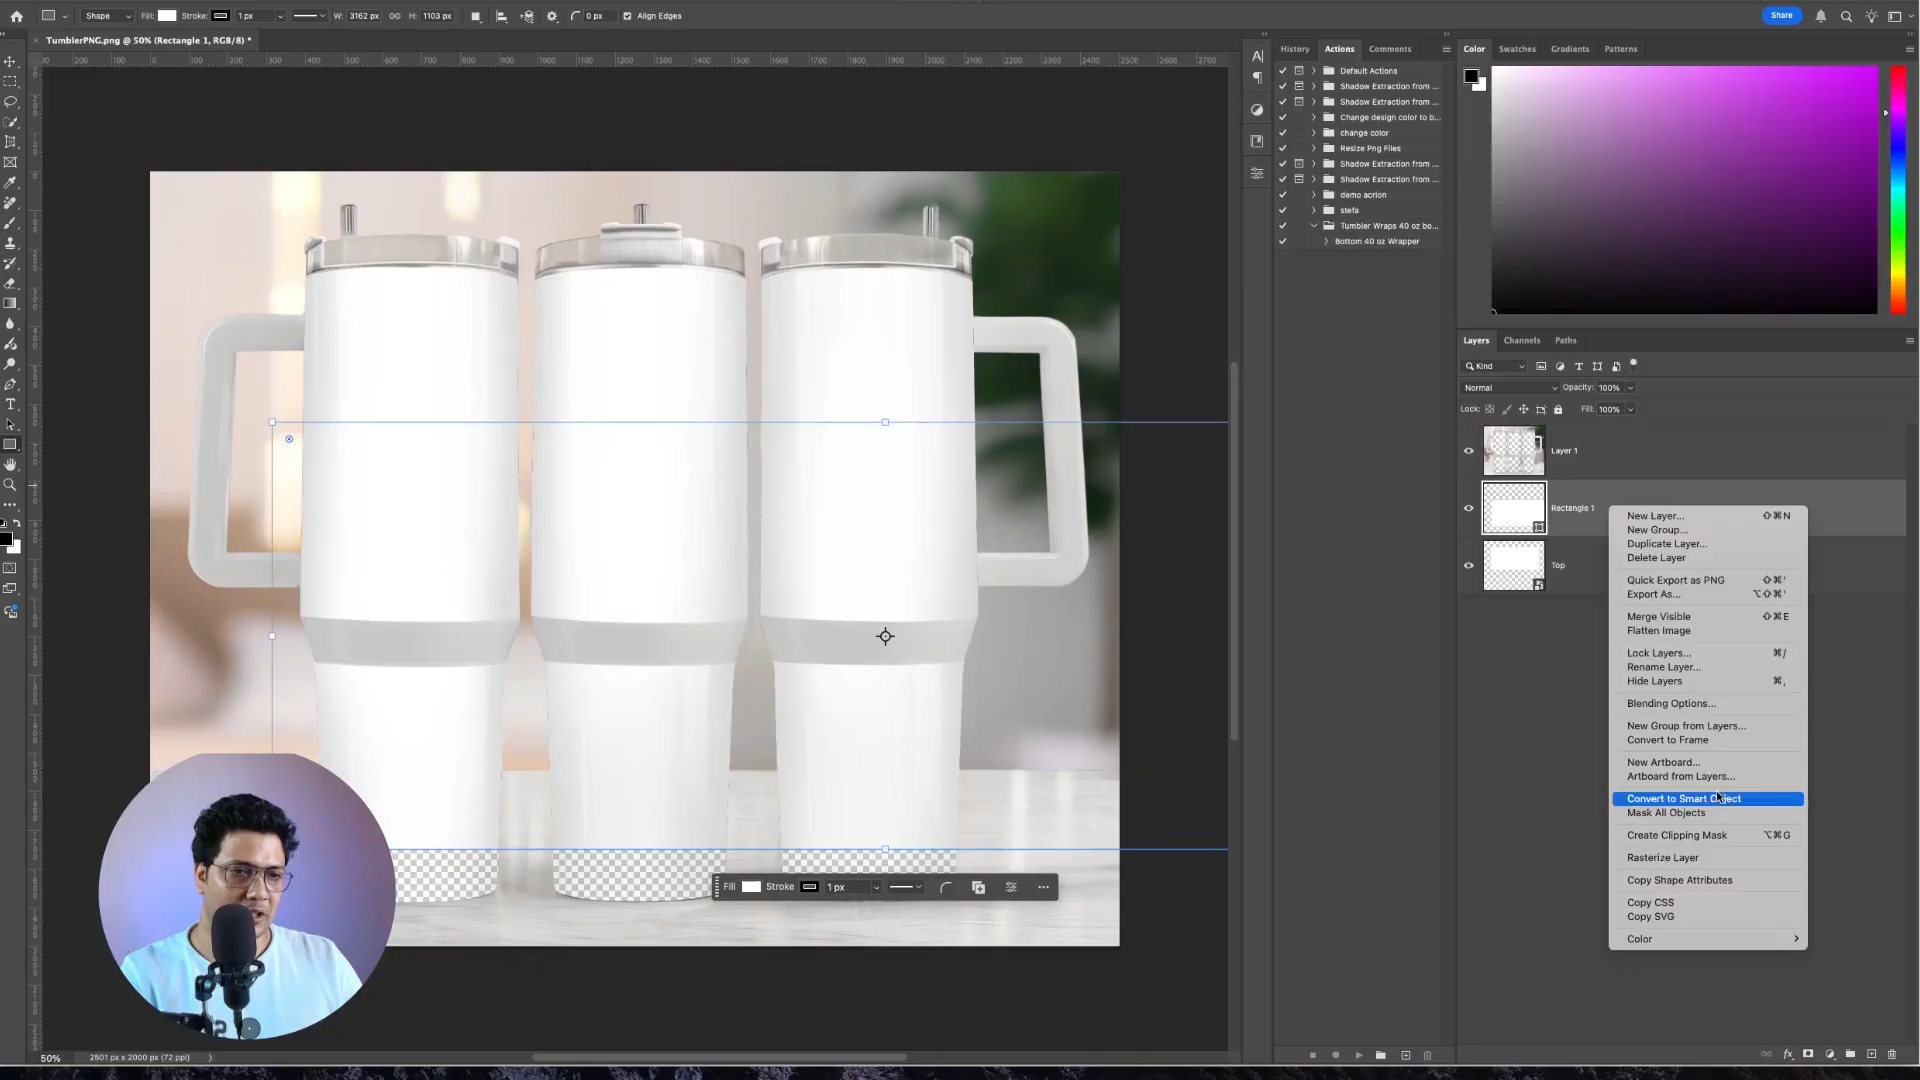 Shape
Fill:
Stroke:
1 px
W: 3162 px
H: 1103 px
0 px
Align Edges
Share
TumblerPNG.png @ 50% (Rectangle 1, RGB/8) *
History
Actions
Comments
Default Actions
Shadow Extraction from ...
Shadow Extraction from ...
Change design color to b...
change color
Resize Png Files
Shadow Extraction from ...
Shadow Extraction from ...
demo acrion
stefa
Tumbler Wraps 40 oz bo...
Bottom 40 oz Wrapper
Color
Swatches
Gradients
Patterns
Layers
Channels
Paths
Kind
Normal
Opacity: 100%
Lock:
Fill: 100%
Layer 1
Rectangle 1
Top
New Layer... ⇧⌘N
New Group...
Duplicate Layer...
Delete Layer
Quick Export as PNG ⇧⌘'
Export As... ⌥⇧⌘'
Merge Visible ⇧⌘E
Flatten Image
Lock Layers... ⌘/
Rename Layer...
Hide Layers ⌘,
Blending Options...
New Group from Layers...
Convert to Frame
New Artboard...
Artboard from Layers...
Convert to Smart Object
Mask All Objects
Create Clipping Mask ⌥⌘G
Rasterize Layer
Copy Shape Attributes
Copy CSS
Copy SVG
Color
Fill
Stroke
1 px
50%
2501 px x 2000 px (72 ppi)